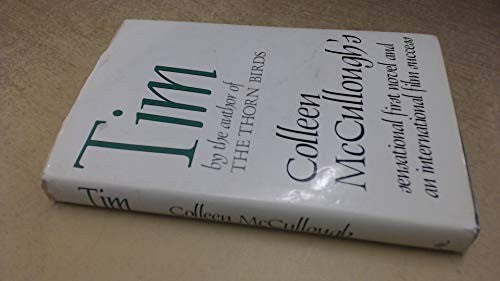 Tim
by the author of
THE THORN BIRDS
Colleen
McCullough's
sensational first novel and
an international film success
Tim
Colleen McCullough